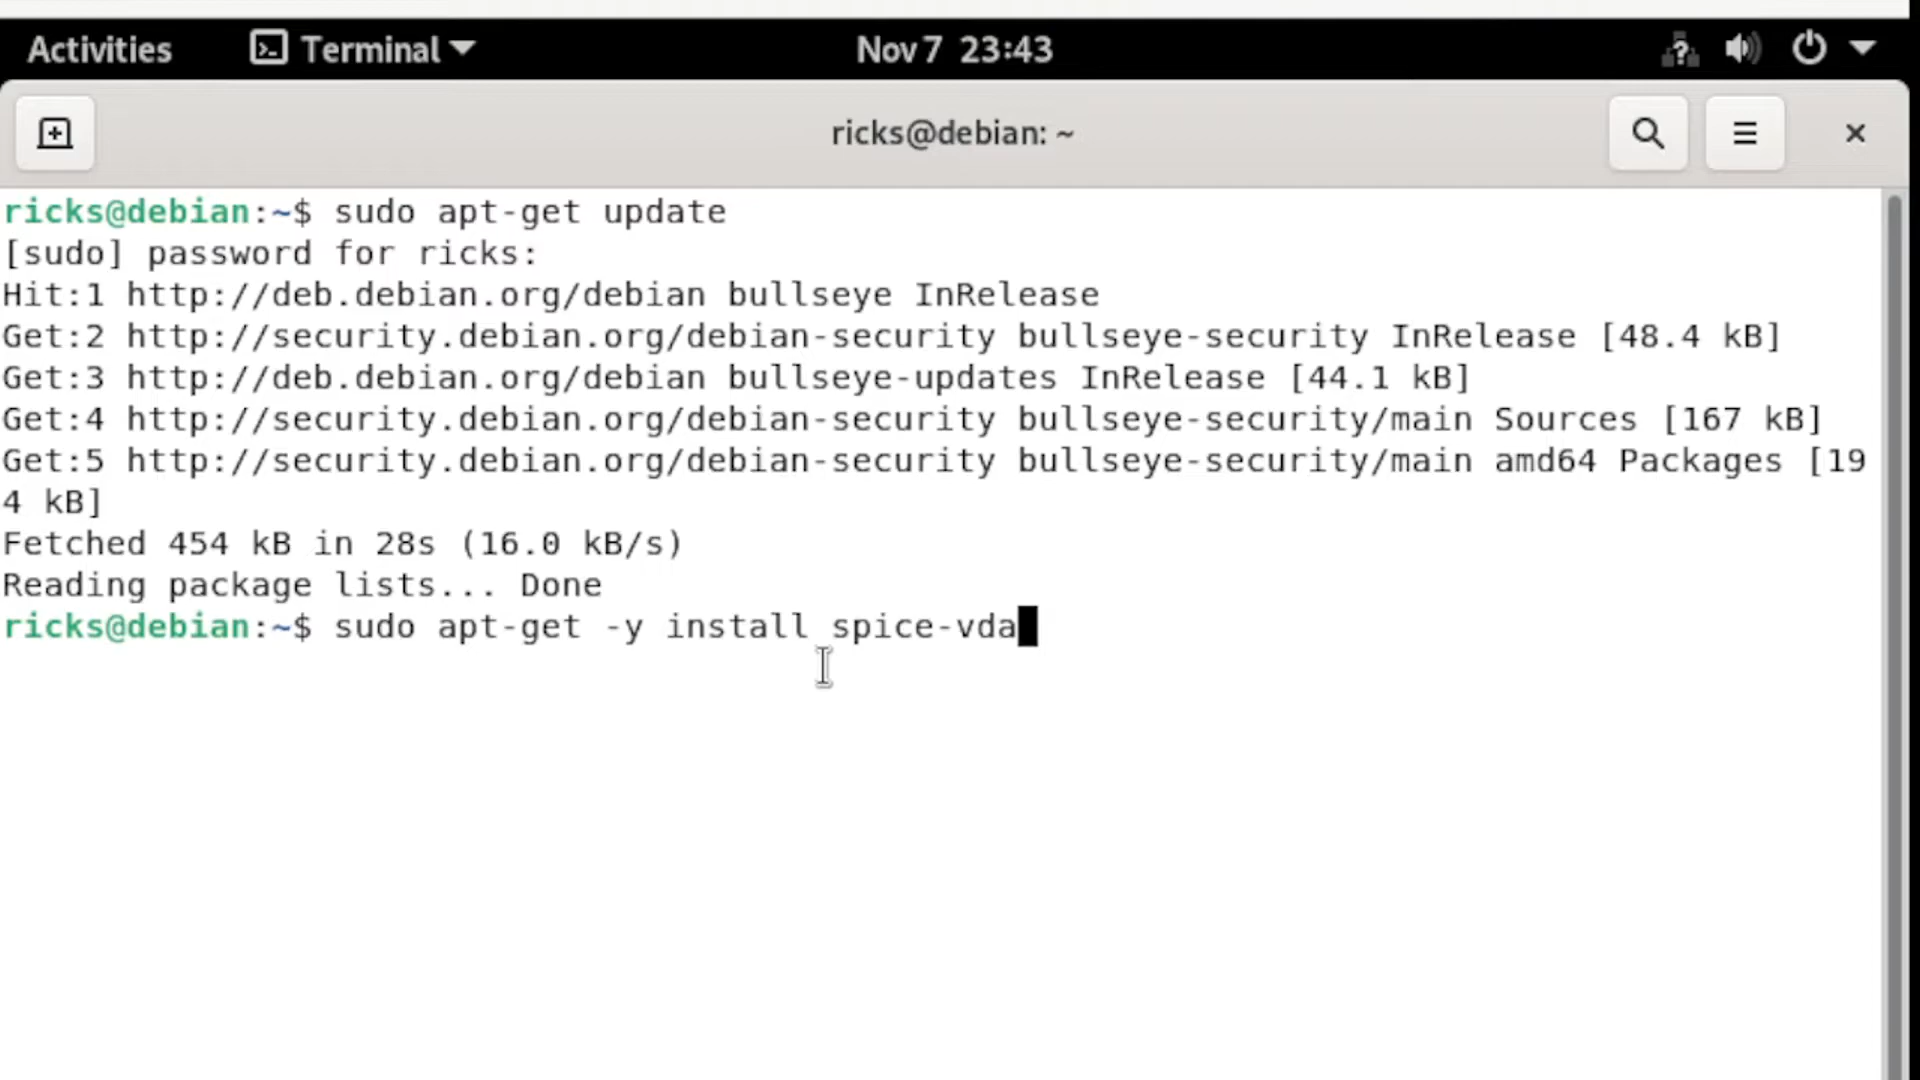 Activities Terminal Nov 7 23:43
ricks@debian: ~
ricks@debian:~$ sudo apt-get update
[sudo] password for ricks:
Hit:1 http://deb.debian.org/debian bullseye InRelease
Get:2 http://security.debian.org/debian-security bullseye-security InRelease [48.4 kB]
Get:3 http://deb.debian.org/debian bullseye-updates InRelease [44.1 kB]
Get:4 http://security.debian.org/debian-security bullseye-security/main Sources [167 kB]
Get:5 http://security.debian.org/debian-security bullseye-security/main amd64 Packages [19
4 kB]
Fetched 454 kB in 28s (16.0 kB/s)
Reading package lists... Done
ricks@debian:~$ sudo apt-get -y install spice-vda